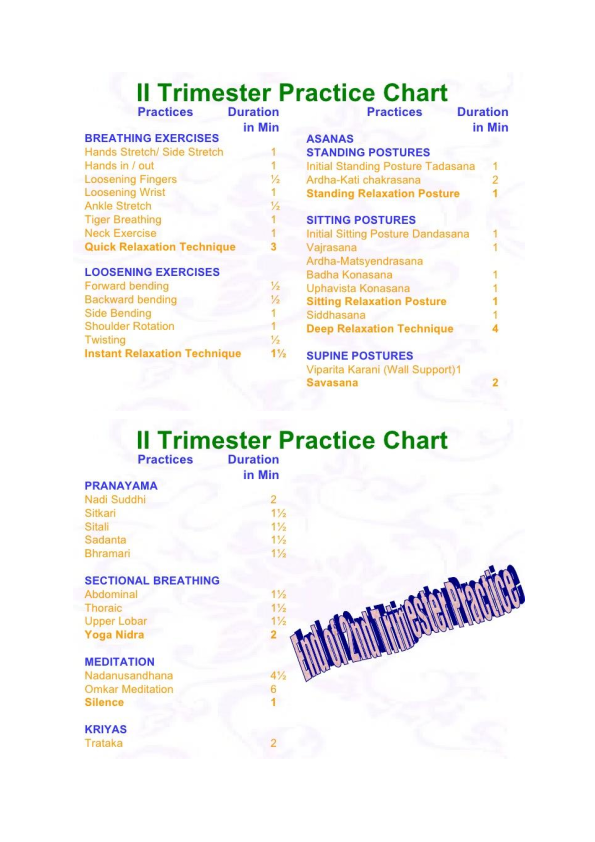 II Trimester Practice Chart
Practices Duration
in Min
BREATHING EXERCISES
Hands Stretch/ Side Stretch 1
Hands in / out 1
Loosening Fingers ½
Loosening Wrist 1
Ankle Stretch ½
Tiger Breathing 1
Neck Exercise 1
Quick Relaxation Technique 3
LOOSENING EXERCISES
Forward bending ½
Backward bending ½
Side Bending 1
Shoulder Rotation 1
Twisting ½
Instant Relaxation Technique 1½
Practices Duration
in Min
ASANAS
STANDING POSTURES
Initial Standing Posture Tadasana 1
Ardha-Kati chakrasana 2
Standing Relaxation Posture 1
SITTING POSTURES
Initial Sitting Posture Dandasana 1
Vajrasana 1
Ardha-Matsyendrasana
Badha Konasana 1
Uphavista Konasana 1
Sitting Relaxation Posture 1
Siddhasana 1
Deep Relaxation Technique 4
SUPINE POSTURES
Viparita Karani (Wall Support)1
Savasana 2
II Trimester Practice Chart
Practices Duration
in Min
PRANAYAMA
Nadi Suddhi 2
Sitkari 1½
Sitali 1½
Sadanta 1½
Bhramari 1½
SECTIONAL BREATHING
Abdominal 1½
Thoraic 1½
Upper Lobar 1½
Yoga Nidra 2
MEDITATION
Nadanusandhana 4½
Omkar Meditation 6
Silence 1
KRIYAS
Trataka 2
End of 2nd Trimester Practices